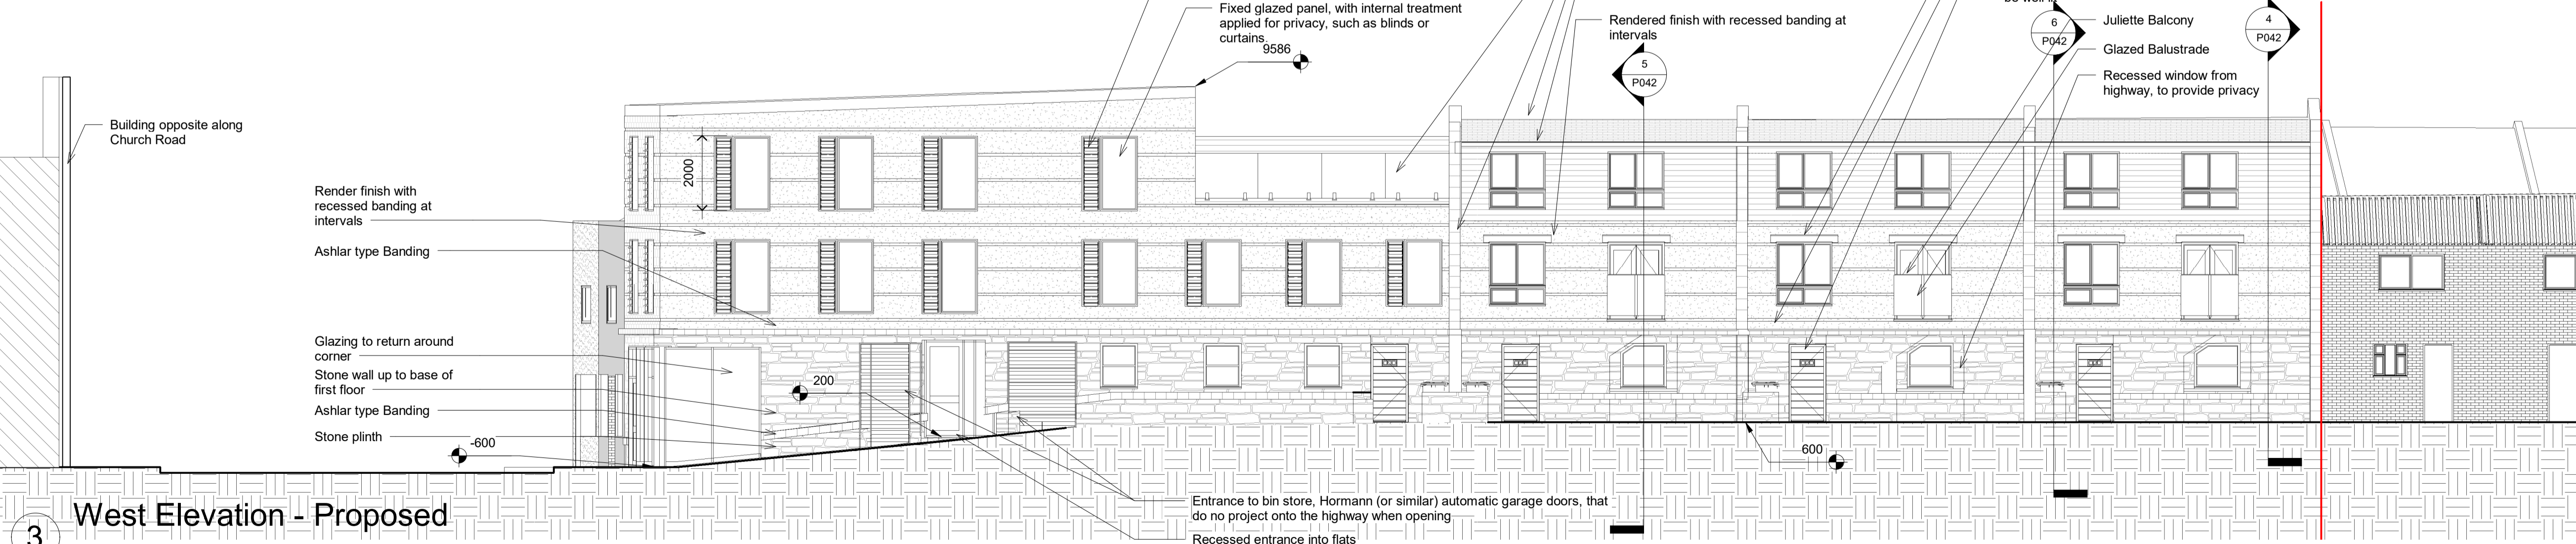 Fixed glazed panel, with internal treatment
applied for privacy, such as blinds or
curtains.
9586
Rendered finish with recessed banding at
intervals
5
P042
6
P042
Juliette Balcony
Glazed Balustrade
Recessed window from
highway, to provide privacy
4
P042
Building opposite along
Church Road
2000
Render finish with
recessed banding at
intervals
Ashlar type Banding
Glazing to return around
corner
Stone wall up to base of
first floor
Ashlar type Banding
Stone plinth
200
-600
600
Entrance to bin store, Hormann (or similar) automatic garage doors, that
do no project onto the highway when opening
Recessed entrance into flats
3
West Elevation - Proposed